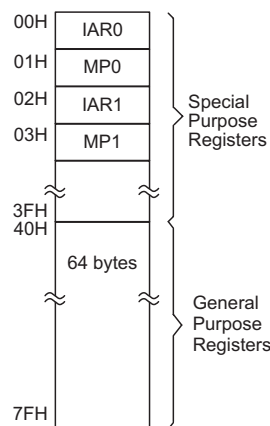 00H
IAR0
01H
MP0
02H
IAR1
03H
MP1
Special
Purpose
Registers
3FH
40H
64 bytes
General
Purpose
Registers
7FH